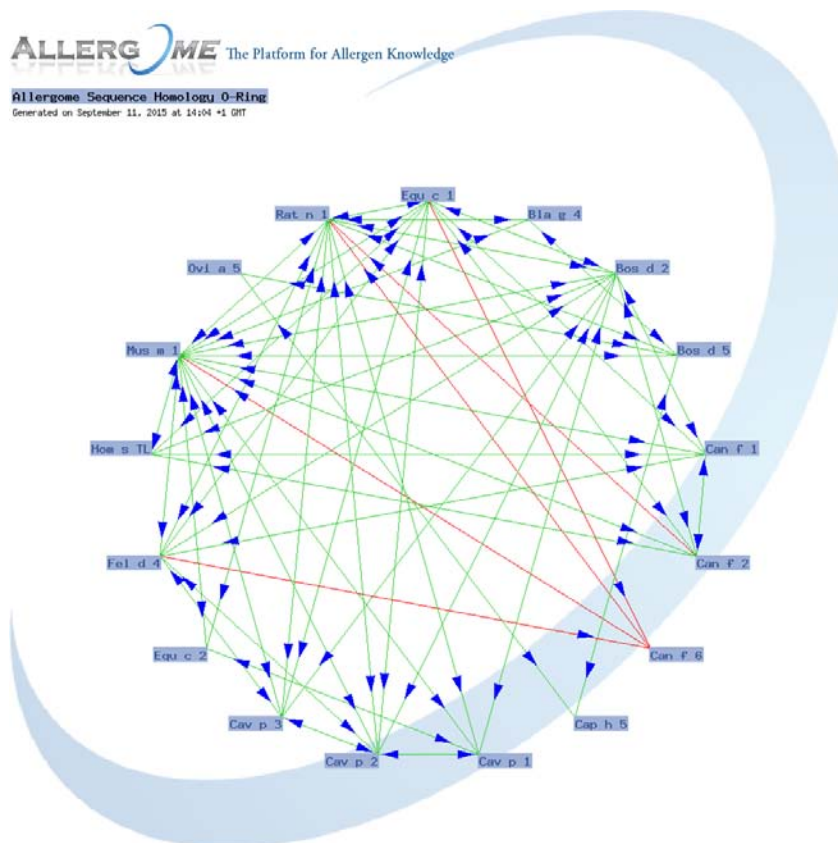 ALLERGOME The Platform for Allergen Knowledge
Allergome Sequence Homology O-Ring
Generated on September 11, 2015 at 14:04 +1 GMT
Equ c 1
Rat n 1
Bla g 4
Ovi a 5
Bos d 2
Mus m 1
Bos d 5
Hom s TL
Can f 1
Fel d 4
Can f 2
Equ c 2
Can f 6
Cav p 3
Cap h 5
Cav p 2
Cav p 1